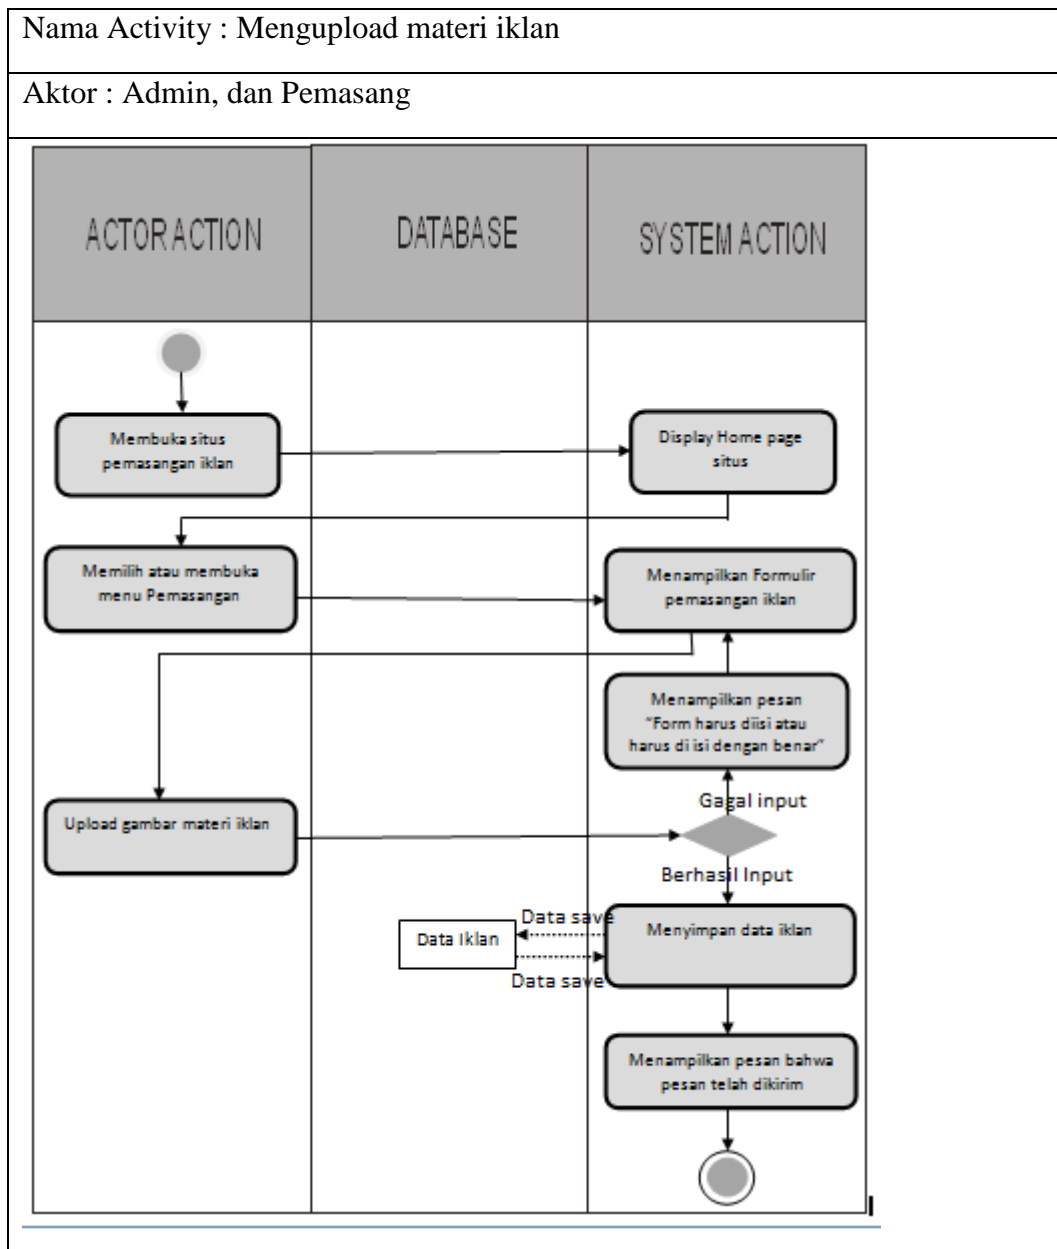 Nama Activity : Mengupload materi iklan
Aktor : Admin, dan Pemasang
ACTOR ACTION
DATABASE
SYSTEM ACTION
Membuka situs
pemasangan iklan
Display Home page
situs
Memilih atau membuka
menu Pemasangan
Menampilkan Formulir
pemasangan iklan
Menampilkan pesan
“Form harus diisi atau
harus di isi dengan benar”
Gagal input
Upload gambar materi iklan
Berhasil Input
Data save
Data Iklan
Menyimpan data iklan
Data save
Menampilkan pesan bahwa
pesan telah dikirim